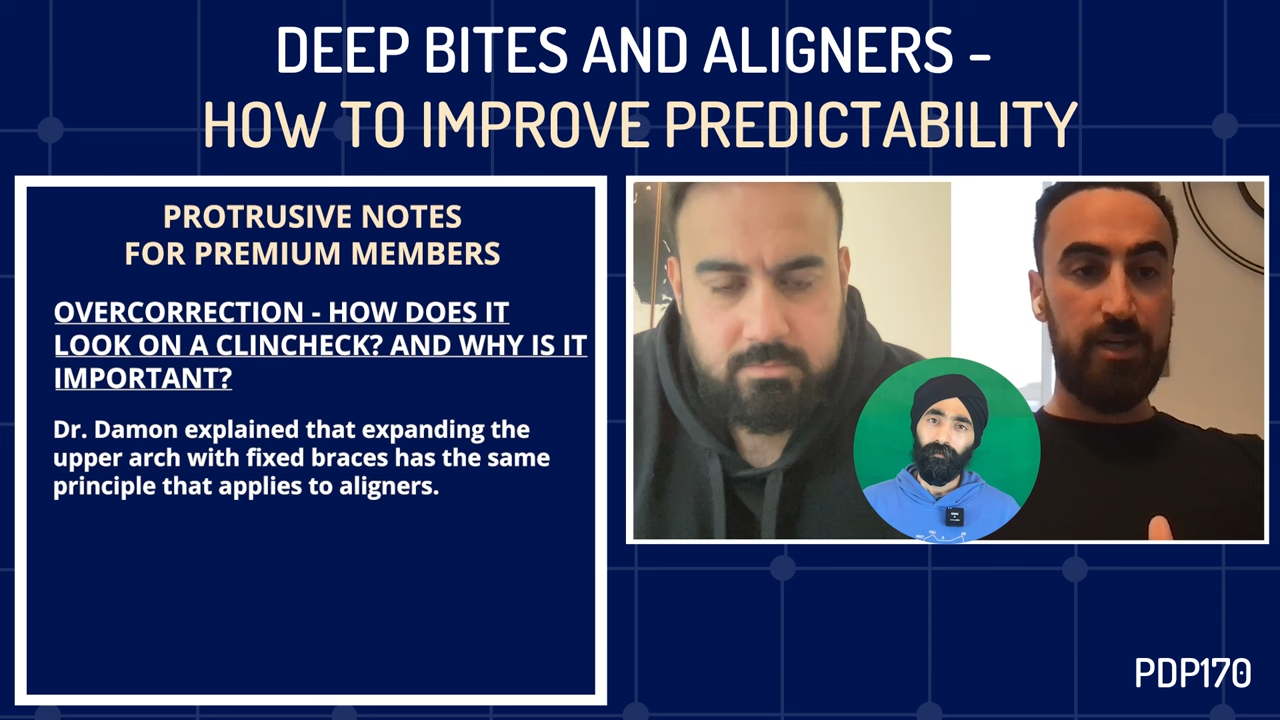 DEEP BITES AND ALIGNERS -
HOW TO IMPROVE PREDICTABILITY
PROTRUSIVE NOTES
FOR PREMIUM MEMBERS
OVERCORRECTION - HOW DOES IT
LOOK ON A CLINCHECK? AND WHY IS IT
IMPORTANT?
Dr. Damon explained that expanding the
upper arch with fixed braces has the same
principle that applies to aligners.
PDP170